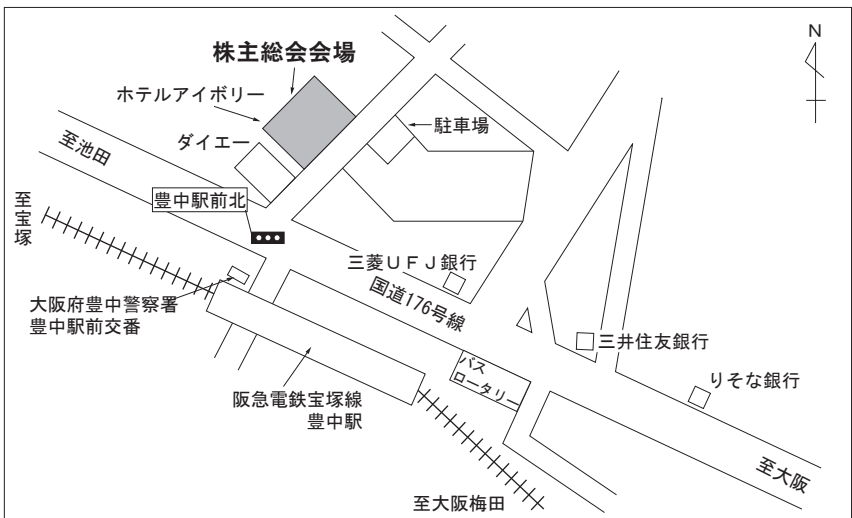 N
株主総会会場
ホテルアイボリー
ダイエー
駐車場
至池田
至宝塚
豊中駅前北
三菱ＵＦＪ銀行
国道176号線
大阪府豊中警察署
豊中駅前交番
三井住友銀行
バス
ロータリー
りそな銀行
阪急電鉄宝塚線
豊中駅
至大阪
至大阪梅田